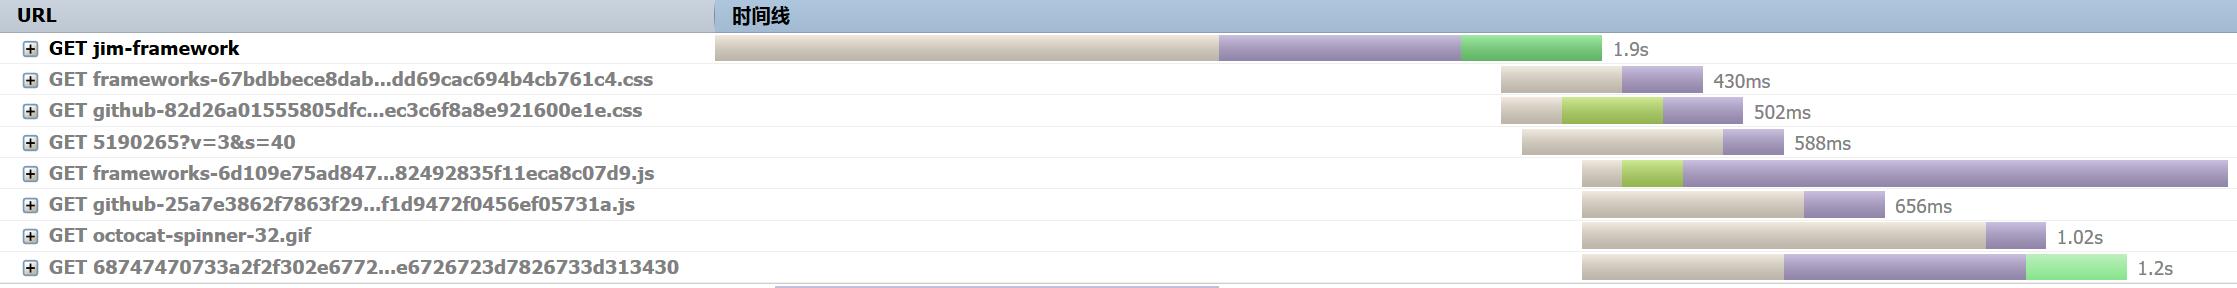 URL 时间线
GET jim-framework 1.9s
GET frameworks-67bdbbece8dab...dd69cac694b4cb761c4.css 430ms
GET github-82d26a01555805dfc...ec3c6f8a8e921600e1e.css 502ms
GET 5190265?v=3&s=40 588ms
GET frameworks-6d109e75ad847...82492835f11eca8c07d9.js
GET github-25a7e3862f7863f29...f1d9472f0456ef05731a.js 656ms
GET octocat-spinner-32.gif 1.02s
GET 68747470733a2f2f302e6772...e6726723d7826733d313430 1.2s